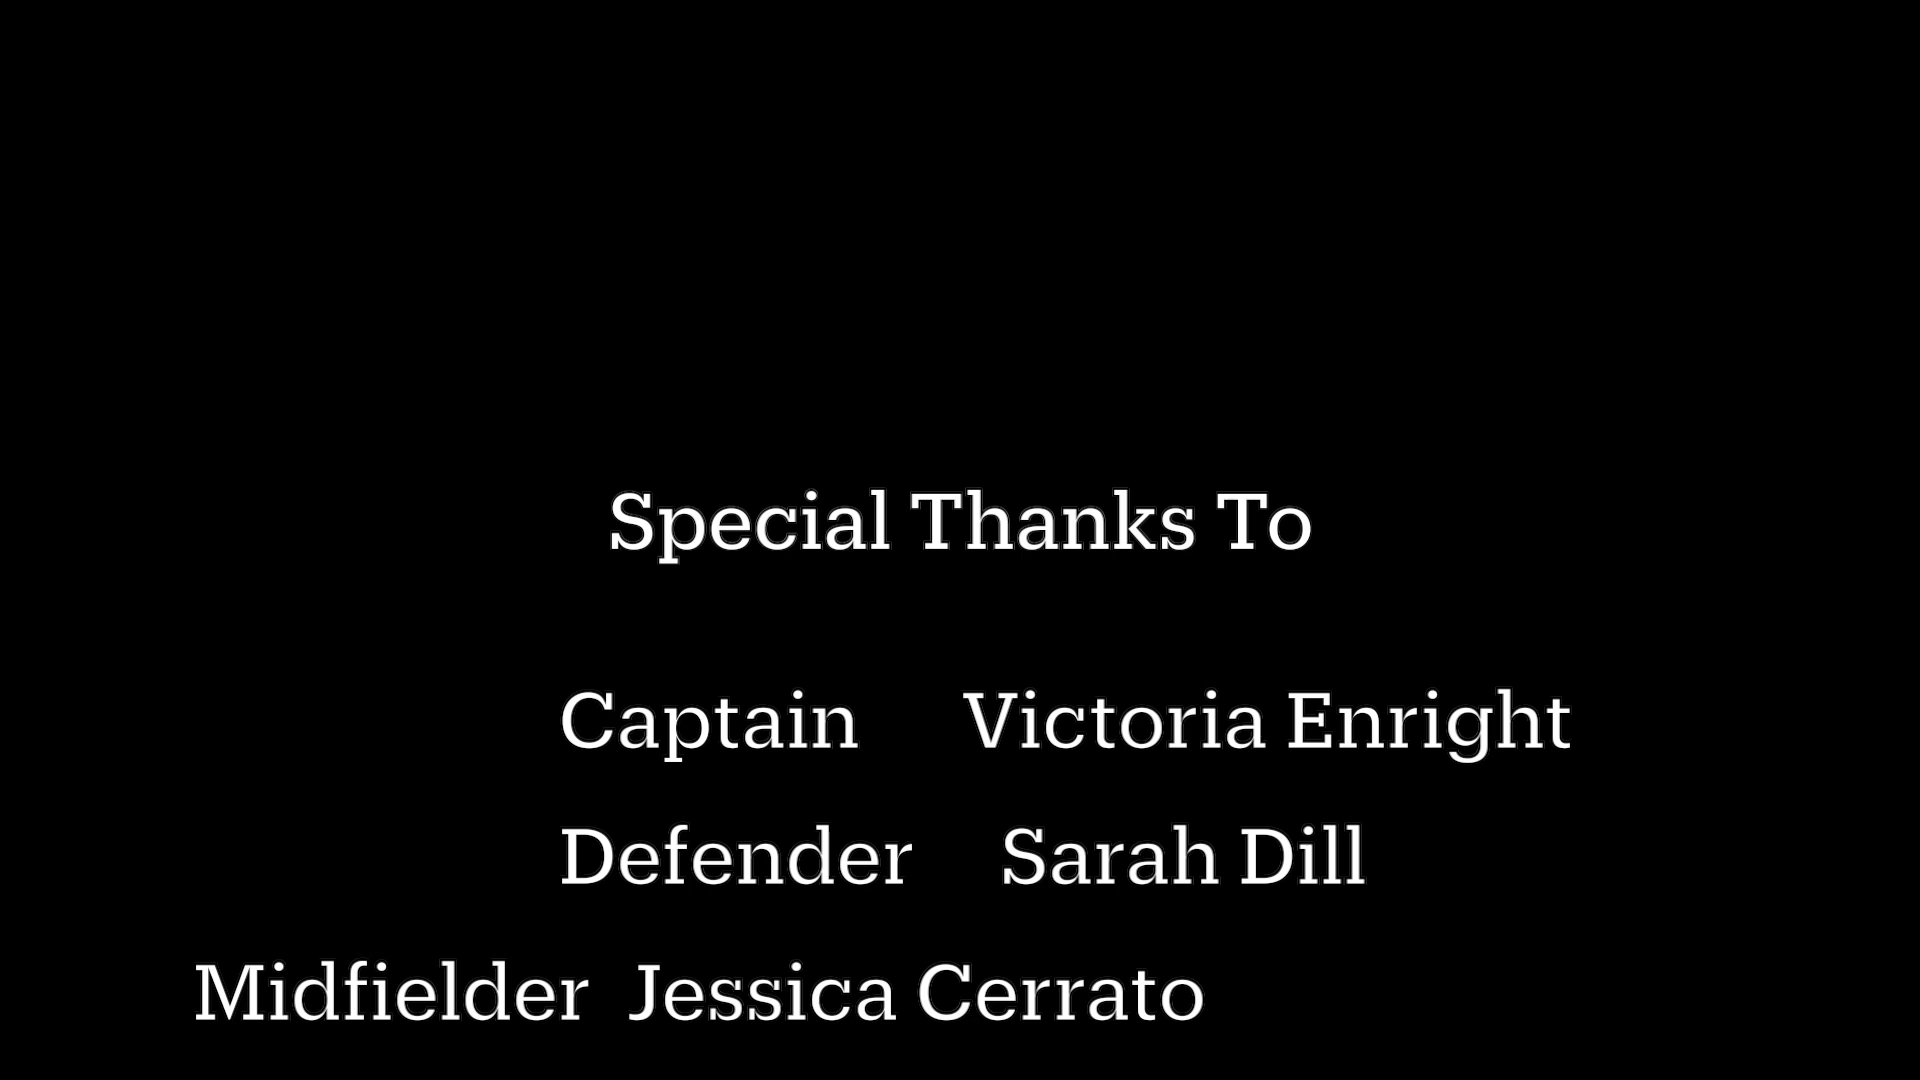 Special Thanks To
Captain Victoria Enright
Defender Sarah Dill
Midfielder Jessica Cerrato